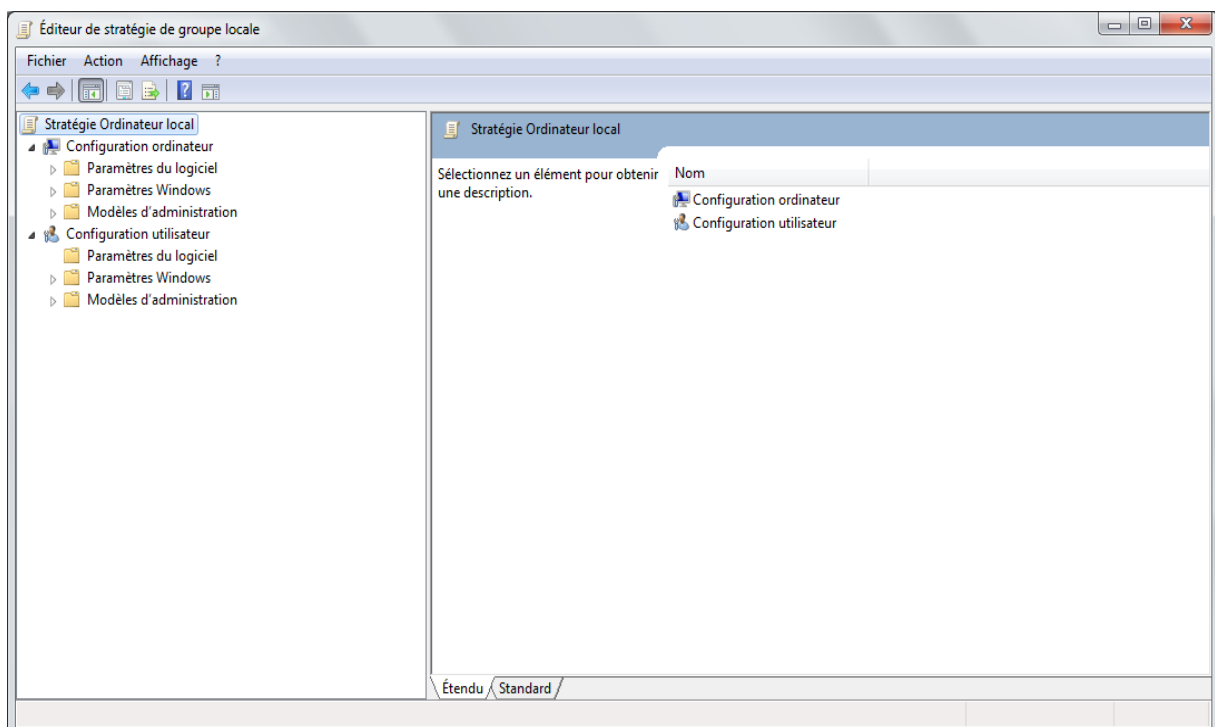 Éditeur de stratégie de groupe locale
Fichier Action Affichage ?
Stratégie Ordinateur local
Configuration ordinateur
Paramètres du logiciel
Paramètres Windows
Modèles d'administration
Configuration utilisateur
Paramètres du logiciel
Paramètres Windows
Modèles d'administration
Stratégie Ordinateur local
Sélectionnez un élément pour obtenir
une description.
Nom
Configuration ordinateur
Configuration utilisateur
Étendu Standard